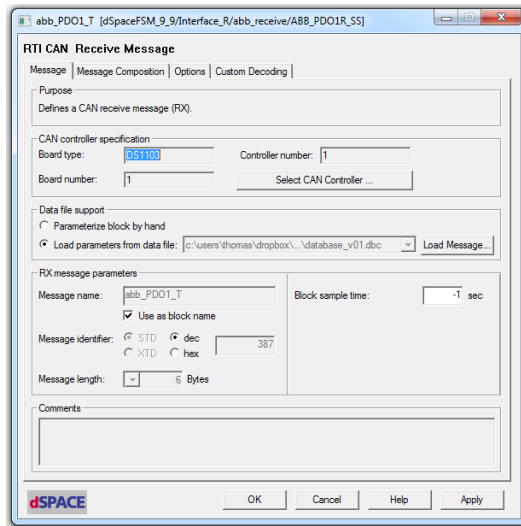 abb_PDO1_T [dSpaceFSM_9_9/Interface_R/abb_receive/ABB_PDO1R_SS]
RTI CAN Receive Message
Message Message Composition Options Custom Decoding
Purpose
Defines a CAN receive message (RX).
CAN controller specification
Board type: DS1103 Controller number: 1
Board number: 1 Select CAN Controller ...
Data file support
Parameterize block by hand
Load parameters from data file: c:\users\thomas\dropbox\...\database_v01.dbc Load Message...
RX message parameters
Message name: abb_PDO1_T Block sample time: -1 sec
Use as block name
Message identifier: STD dec 387
XTD hex
Message length: 6 Bytes
Comments
dSPACE OK Cancel Help Apply